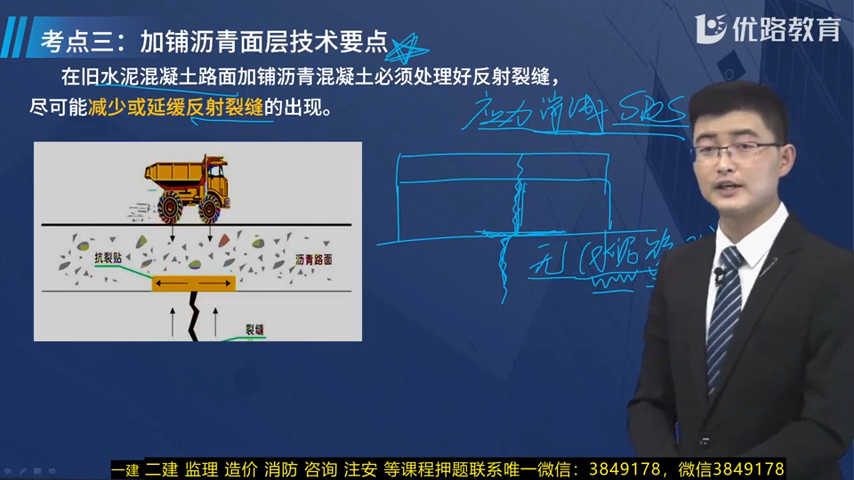 考点三：加铺沥青面层技术要点
优路教育
在旧水泥混凝土路面加铺沥青混凝土必须处理好反射裂缝，
尽可能减少或延缓反射裂缝的出现。
应力消减 SBS
抗裂贴
沥青路面
裂缝
无（水泥
一建 二建 监理 造价 消防 咨询 注安 等课程押题联系唯一微信：3849178，微信3849178